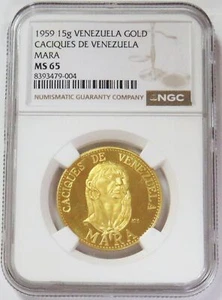 1959 15g VENEZUELA GOLD
CACIQUES DE VENEZUELA
MARA
MS 65
8393479-004
NUMISMATIC GUARANTY COMPANY
NGC
CACIQUES DE VENEZUELA
MARA